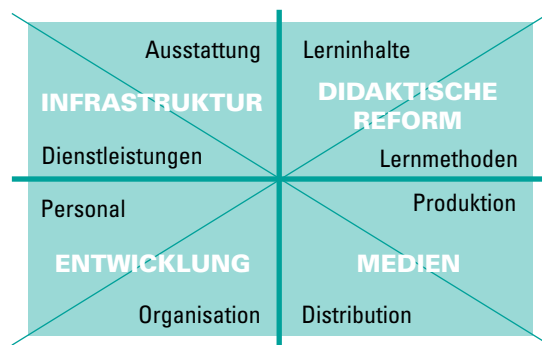 Ausstattung
INFRASTRUKTUR
Dienstleistungen
Lerninhalte
DIDAKTISCHE
REFORM
Lernmethoden
Personal
ENTWICKLUNG
Organisation
Produktion
MEDIEN
Distribution